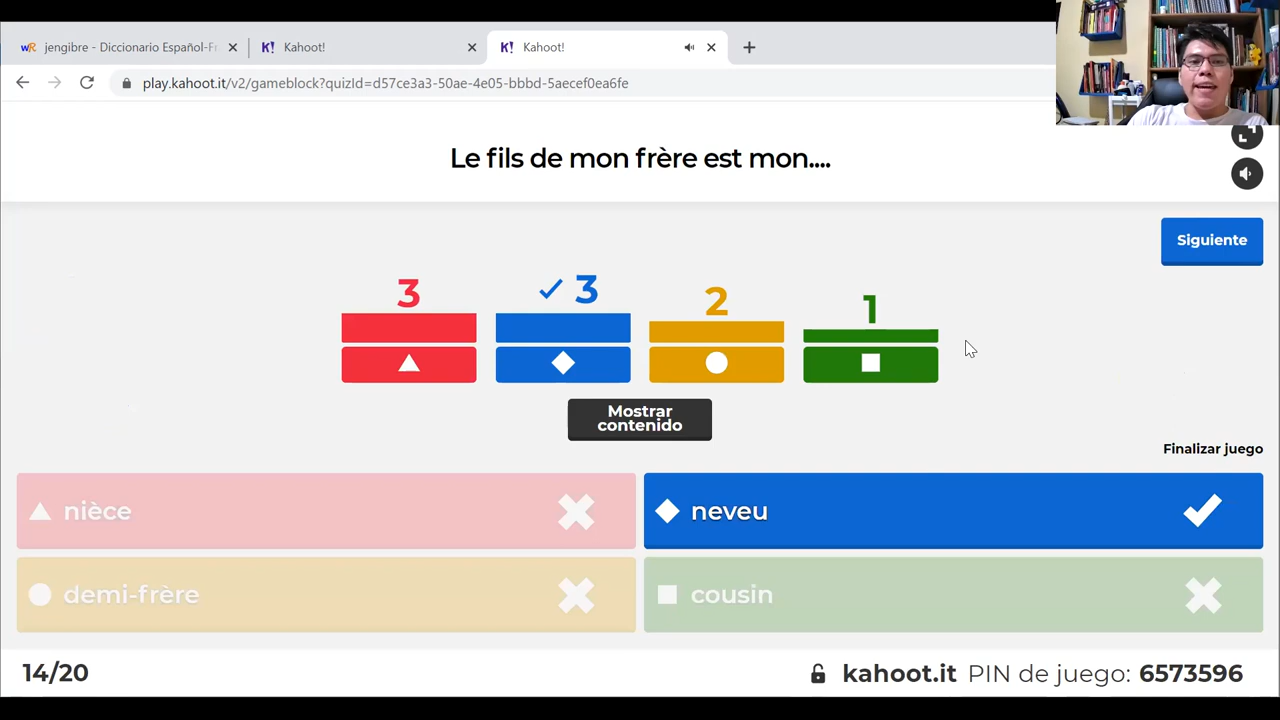 wR jengibre - Diccionario Español-Fr
K! Kahoot!
K! Kahoot!
play.kahoot.it/v2/gameblock?quizId=d57ce3a3-50ae-4e05-bbbd-5aecef0ea6fe
Le fils de mon frère est mon....
Siguiente
3 3 2 1
Mostrar
contenido
Finalizar juego
nièce
neveu
demi-frère
cousin
14/20
kahoot.it PIN de juego: 6573596